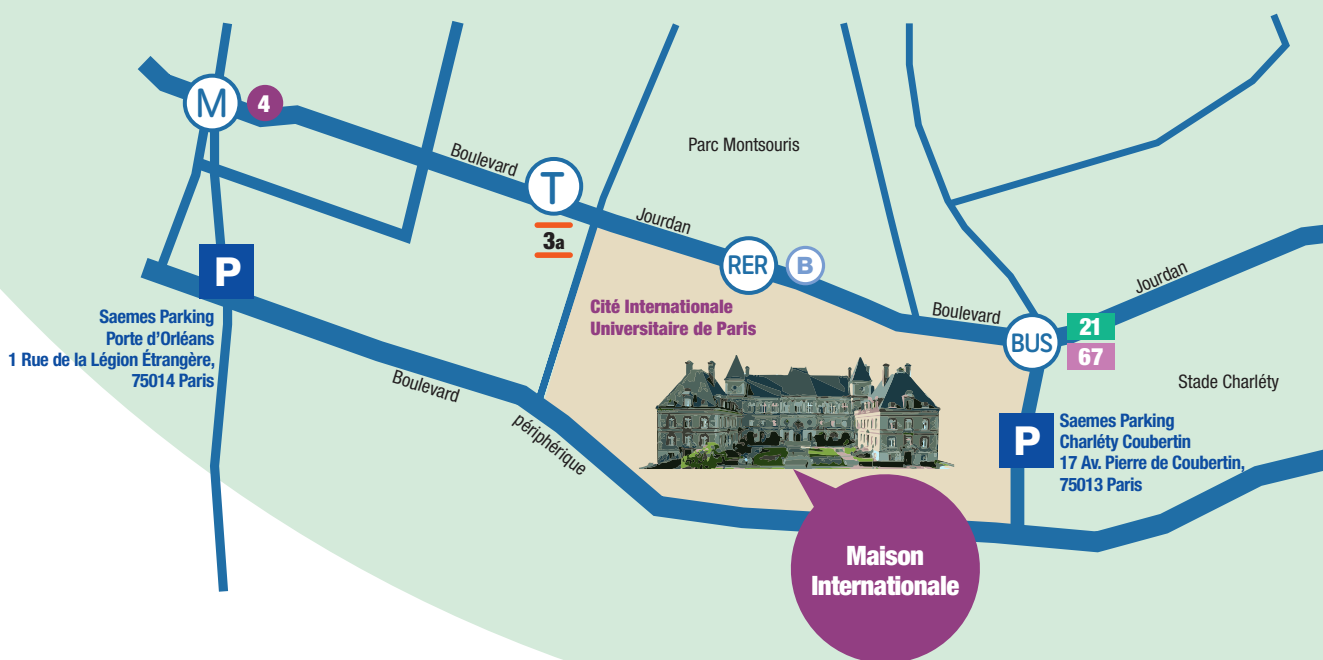 M
4
Boulevard
T
3a
Parc Montsouris
Jourdan
RER
B
Boulevard
BUS
21
67
Jourdan
Stade Charléty
P
Saemes Parking
Porte d'Orléans
1 Rue de la Légion Étrangère,
75014 Paris
Cité Internationale
Universitaire de Paris
Boulevard
périphérique
P
Saemes Parking
Charléty Coubertin
17 Av. Pierre de Coubertin,
75013 Paris
Maison
Internationale